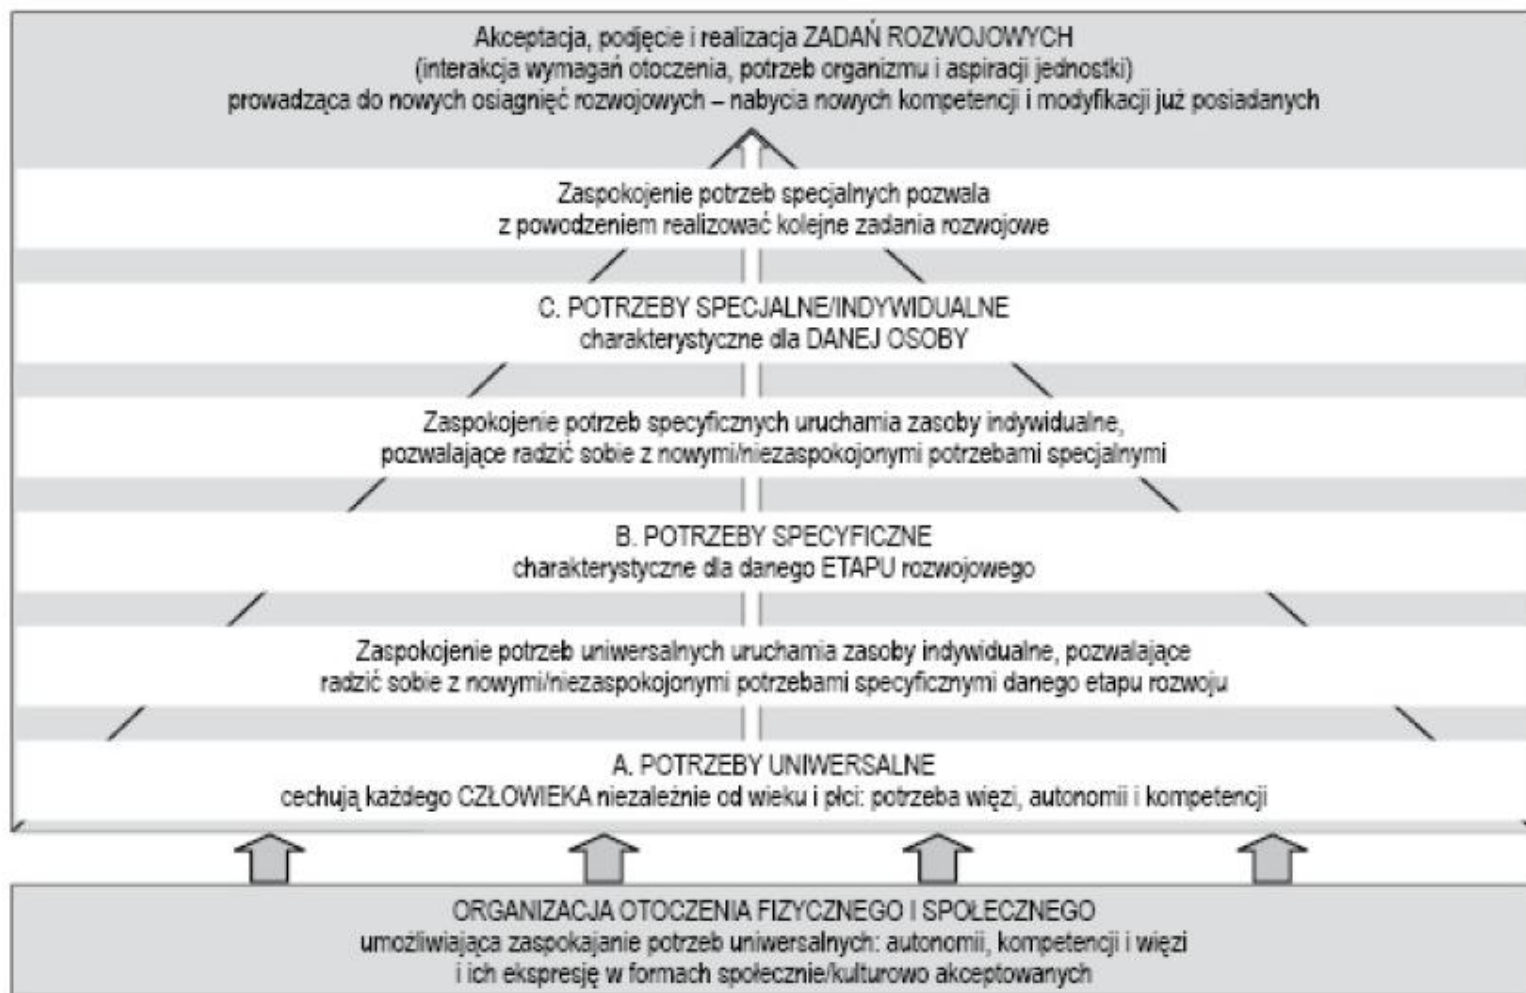 Akceptacja, podjęcie i realizacja ZADAŃ ROZWOJOWYCH
(interakcja wymagań otoczenia, potrzeb organizmu i aspiracji jednostki)
prowadząca do nowych osiągnięć rozwojowych – nabycia nowych kompetencji i modyfikacji już posiadanych
Zaspokojenie potrzeb specjalnych pozwala
z powodzeniem realizować kolejne zadania rozwojowe
C. POTRZEBY SPECJALNE/INDYWIDUALNE
charakterystyczne dla DANEJ OSOBY
Zaspokojenie potrzeb specyficznych uruchamia zasoby indywidualne,
pozwalające radzić sobie z nowymi/niezaspokojonymi potrzebami specjalnymi
B. POTRZEBY SPECYFICZNE
charakterystyczne dla danego ETAPU rozwojowego
Zaspokojenie potrzeb uniwersalnych uruchamia zasoby indywidualne, pozwalające
radzić sobie z nowymi/niezaspokojonymi potrzebami specyficznymi danego etapu rozwoju
A. POTRZEBY UNIWERSALNE
cechują każdego CZŁOWIEKA niezależnie od wieku i płci: potrzeba więzi, autonomii i kompetencji
ORGANIZACJA OTOCZENIA FIZYCZNEGO I SPOŁECZNEGO
umożliwiająca zaspokajanie potrzeb uniwersalnych: autonomii, kompetencji i więzi
i ich ekspresję w formach społecznie/kulturowo akceptowanych